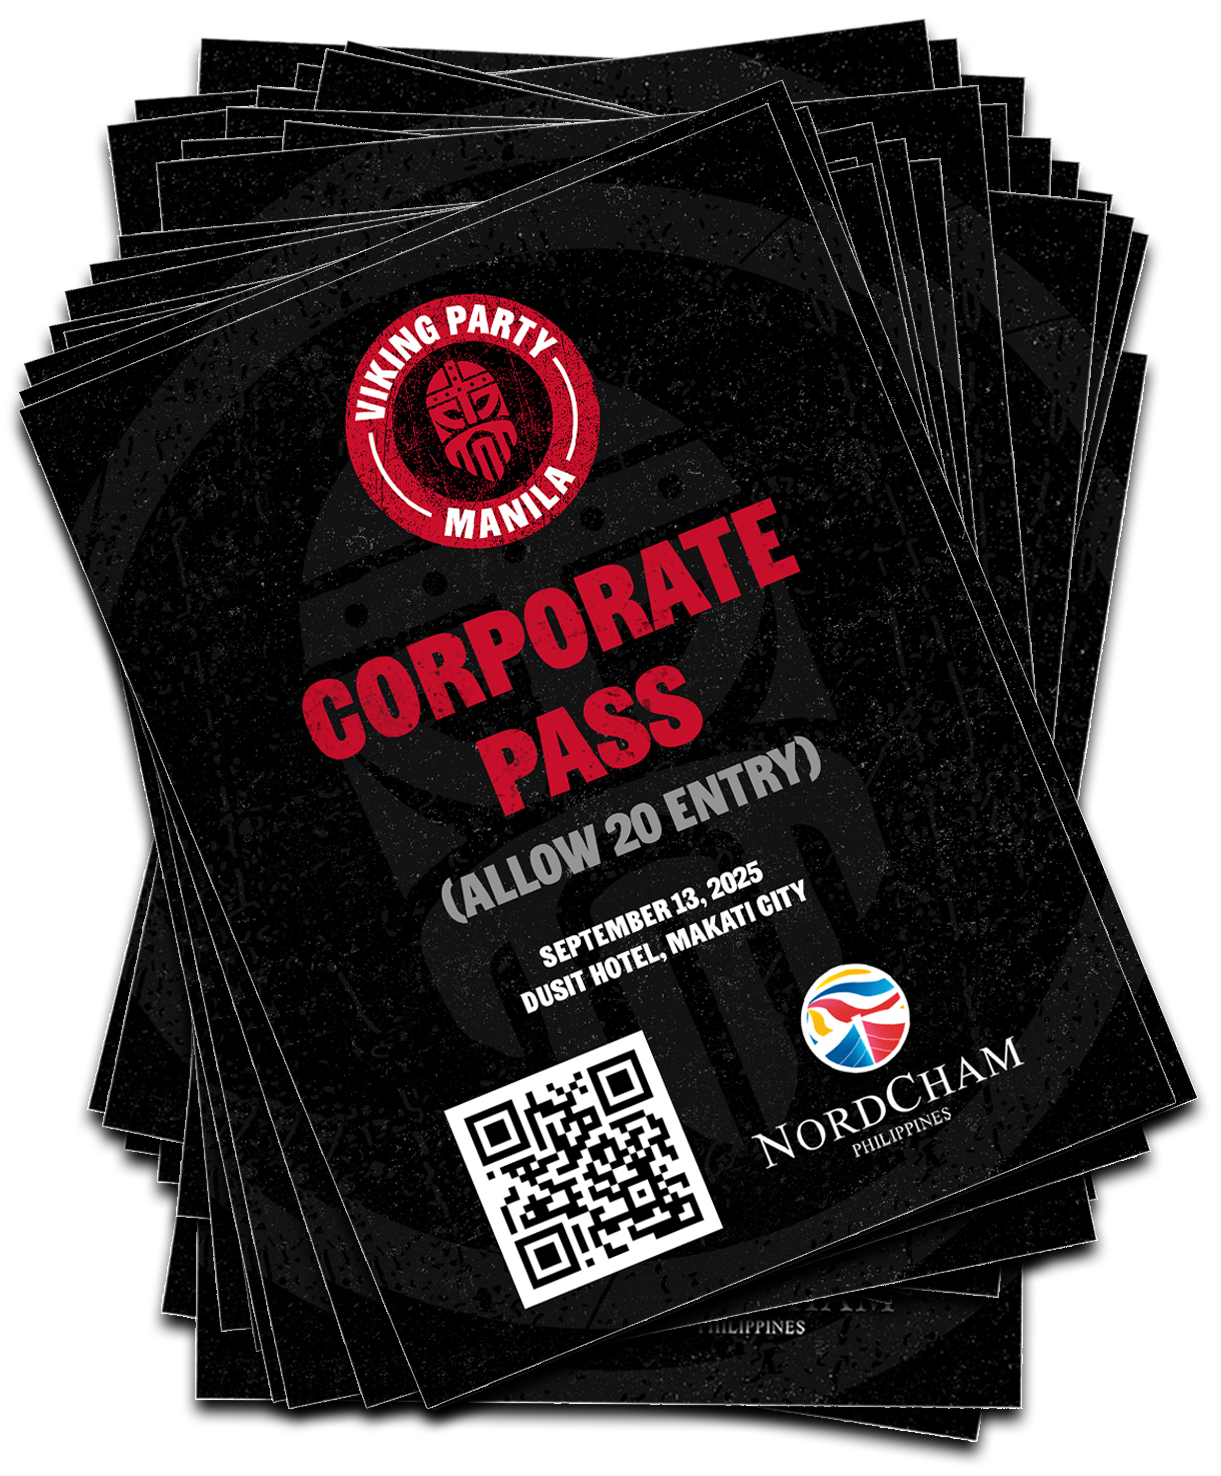 VIKING PARTY
MANILA
CORPORATE
PASS
(ALLOW 20 ENTRY)
SEPTEMBER 13, 2025
DUSIT HOTEL, MAKATI CITY
NORDCHAM
PHILIPPINES
PHILIPPINES